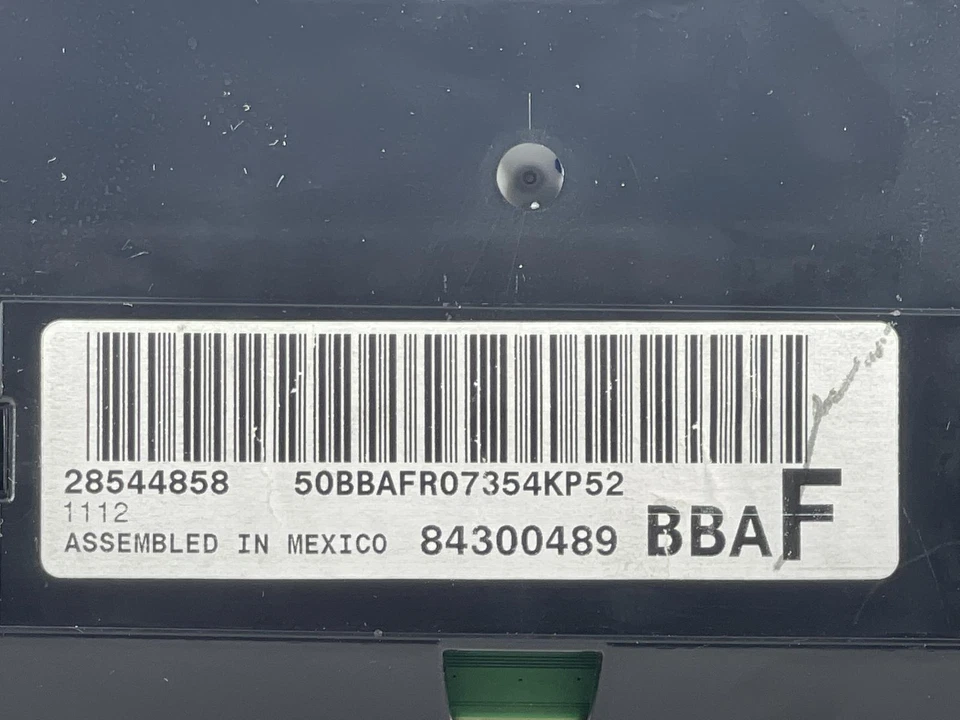 28544858 50BBAFR07354KP52
1112
ASSEMBLED IN MEXICO 84300489 BBAF